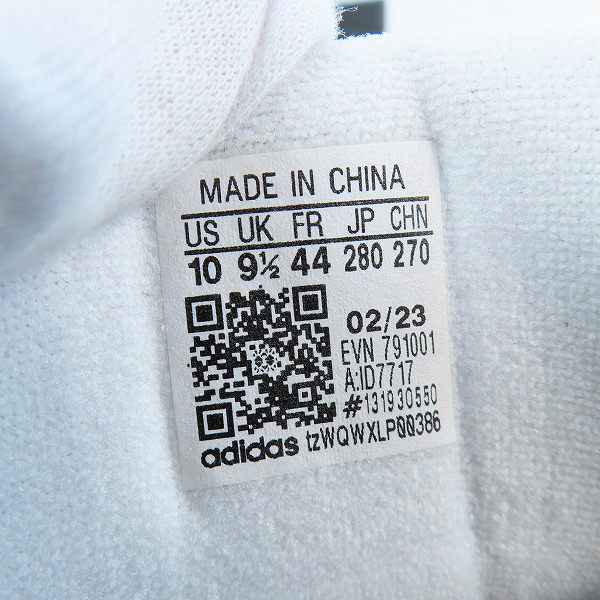 MADE IN CHINA
US UK FR JP CHN
10 9½ 44 280 270
02/23
EVN 791001
A:ID7717
#131930550
adidas tzWQWXLP00386